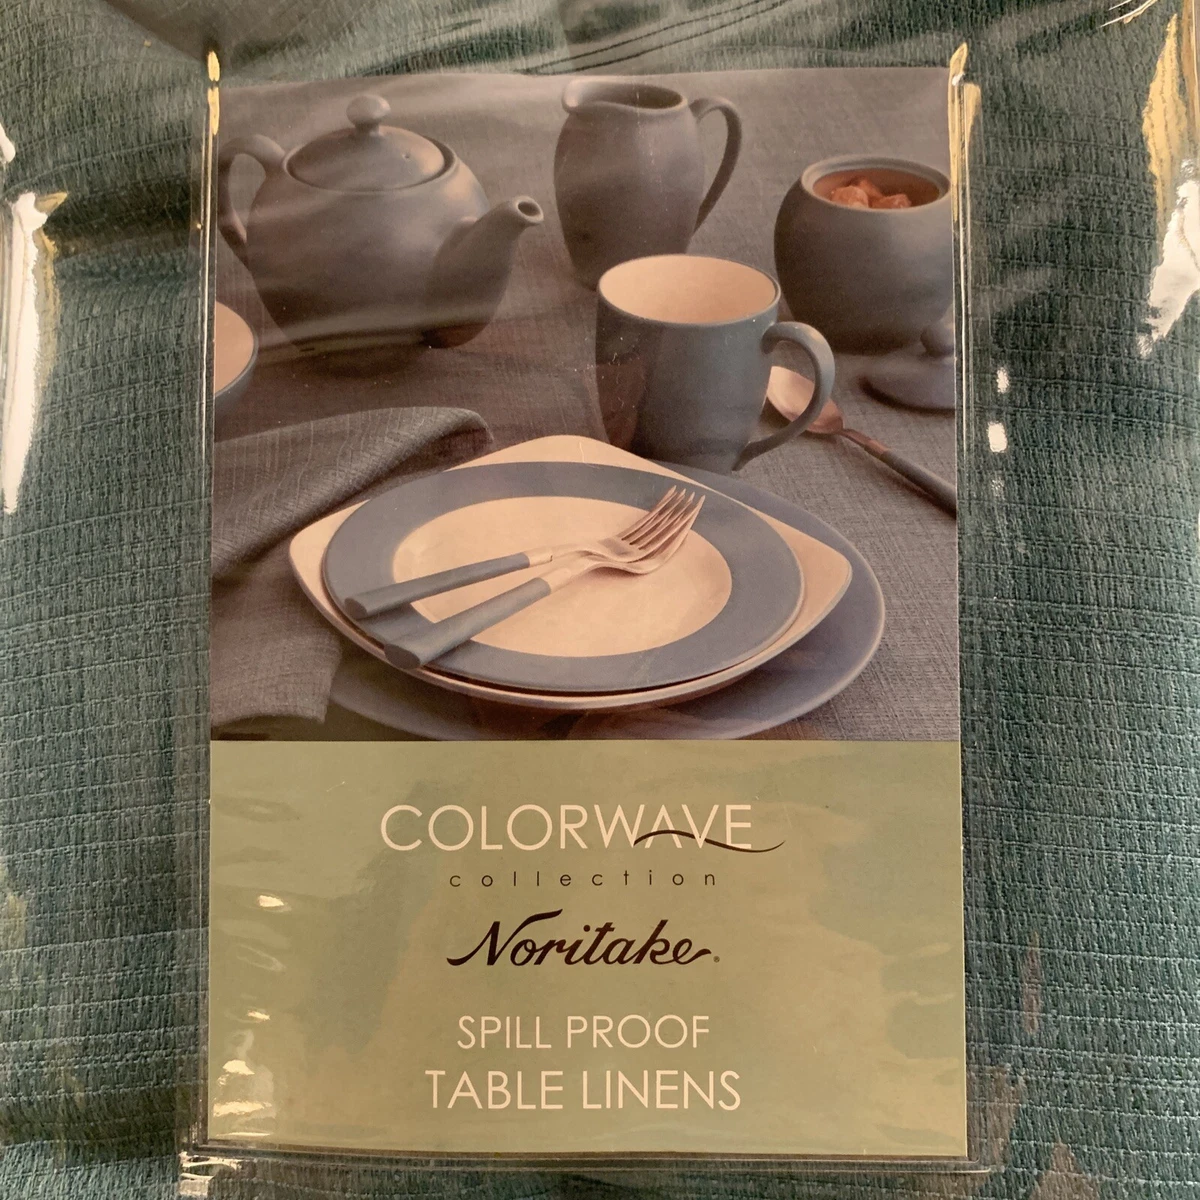 COLORWAVE
collection
Noritake®
SPILL PROOF
TABLE LINENS